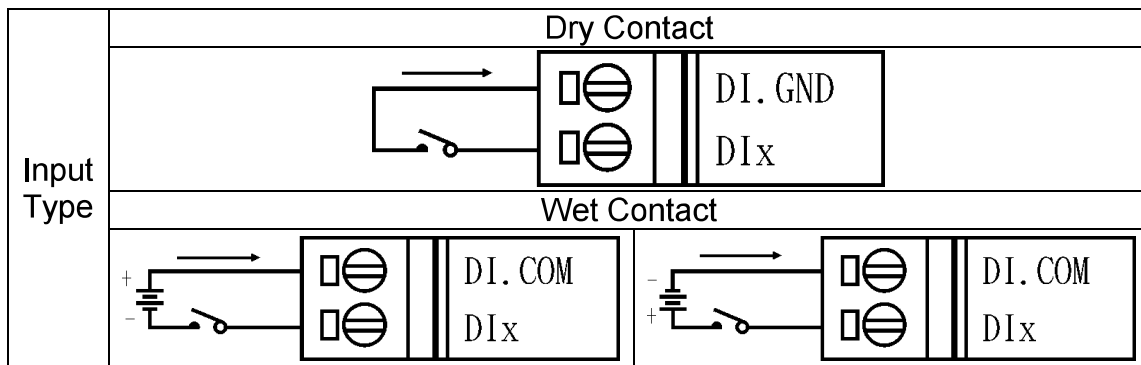 Dry Contact
DI.GND
DIx
Input
Type
Wet Contact
+
-
DI.COM
DIx
-
+
DI.COM
DIx